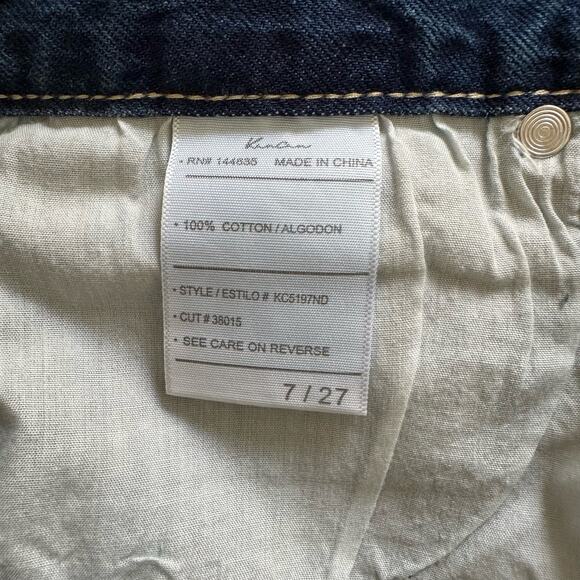 KanCan
• RN# 144635 MADE IN CHINA
• 100% COTTON / ALGODON
• STYLE / ESTILO # KC5197ND
• CUT # 38015
• SEE CARE ON REVERSE
7 / 27